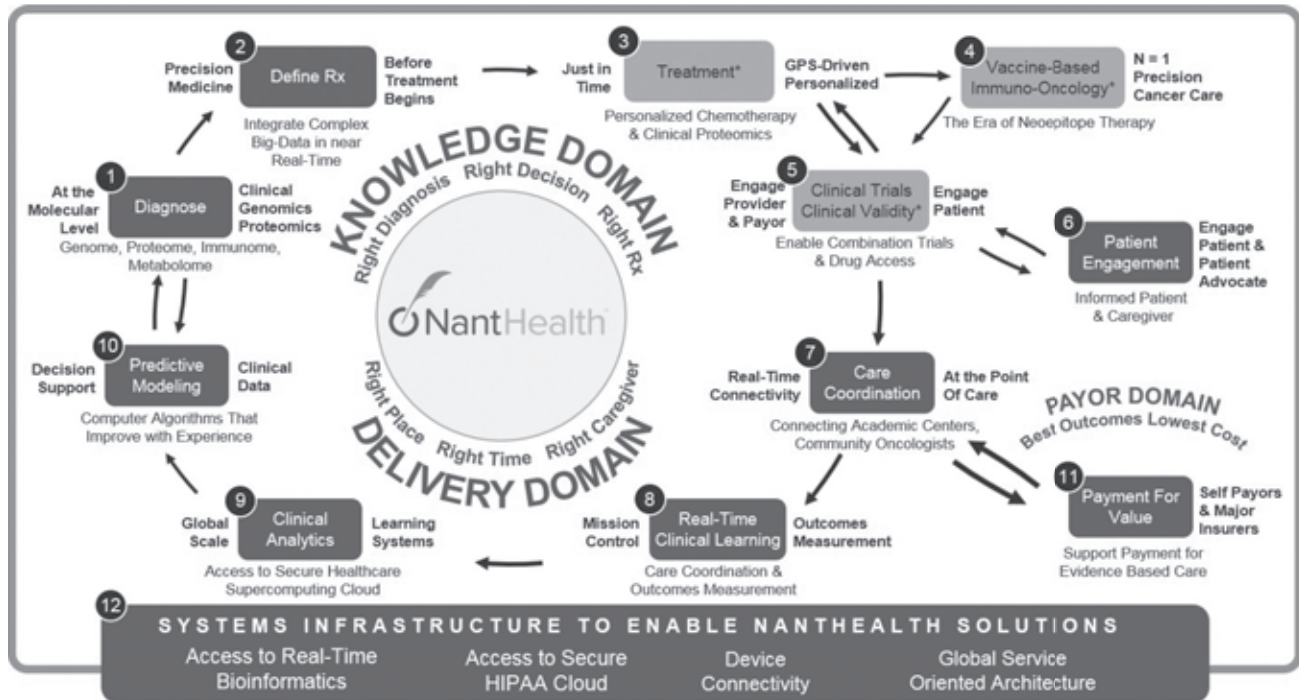 2
Precision
Medicine
Define Rx
Before
Treatment
Begins
Integrate Complex
Big-Data in near
Real-Time
3
Just in
Time
Treatment*
GPS-Driven
Personalized
Personalized Chemotherapy
& Clinical Proteomics
4
Vaccine-Based
Immuno-Oncology*
N = 1
Precision
Cancer Care
The Era of Neoepitope Therapy
1
At the
Molecular
Level
Diagnose
Clinical
Genomics
Proteomics
Genome, Proteome, Immunome,
Metabolome
KNOWLEDGE DOMAIN
Right Diagnosis Right Decision Right Rx
NantHealth
Right Place Right Time Right Caregiver
DELIVERY DOMAIN
5
Engage
Provider
& Payor
Clinical Trials
Clinical Validity*
Engage
Patient
Enable Combination Trials
& Drug Access
6
Patient
Engagement
Engage
Patient &
Patient
Advocate
Informed Patient
& Caregiver
10
Decision
Support
Predictive
Modeling
Clinical
Data
Computer Algorithms That
Improve with Experience
7
Real-Time
Connectivity
Care
Coordination
At the Point
Of Care
Connecting Academic Centers,
Community Oncologists
PAYOR DOMAIN
Best Outcomes Lowest Cost
11
Payment For
Value
Self Payors
& Major
Insurers
Support Payment for
Evidence Based Care
9
Global
Scale
Clinical
Analytics
Learning
Systems
Access to Secure Healthcare
Supercomputing Cloud
8
Mission
Control
Real-Time
Clinical Learning
Outcomes
Measurement
Care Coordination &
Outcomes Measurement
12
SYSTEMS INFRASTRUCTURE TO ENABLE NANTHEALTH SOLUTIONS
Access to Real-Time
Bioinformatics
Access to Secure
HIPAA Cloud
Device
Connectivity
Global Service
Oriented Architecture